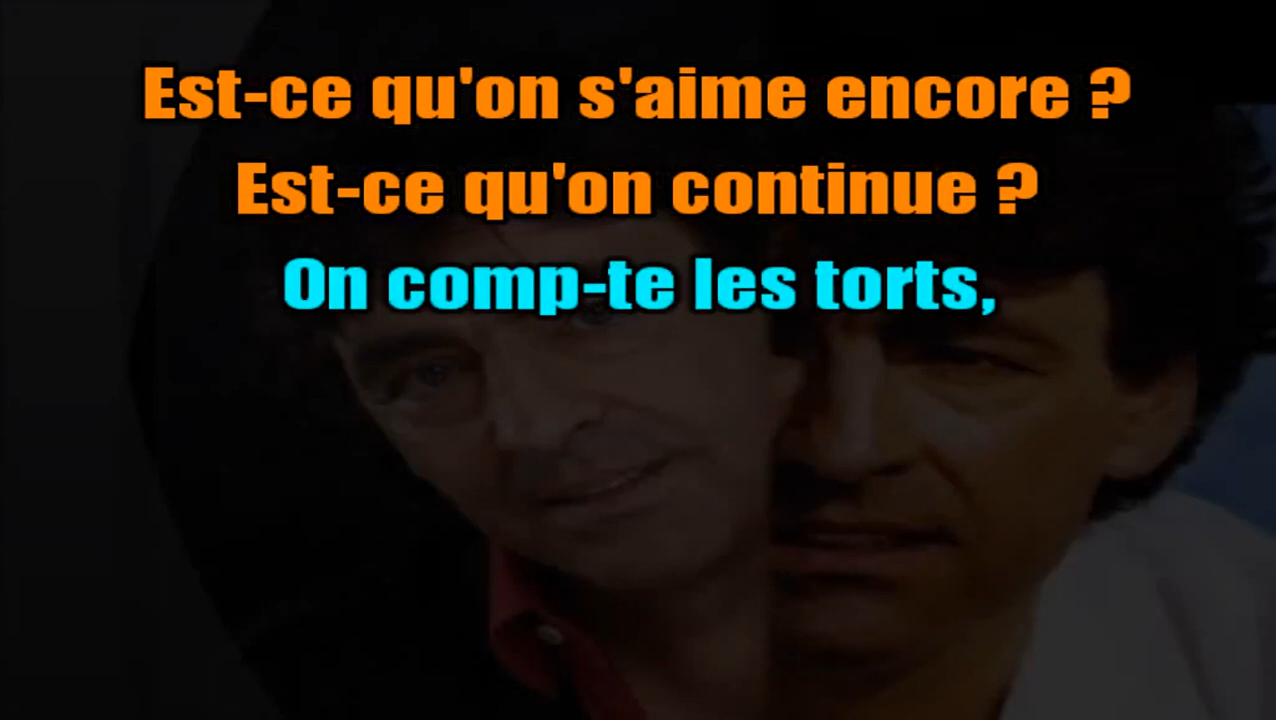 Est-ce qu'on s'aime encore ?
Est-ce qu'on continue ?
On comp-te les torts,